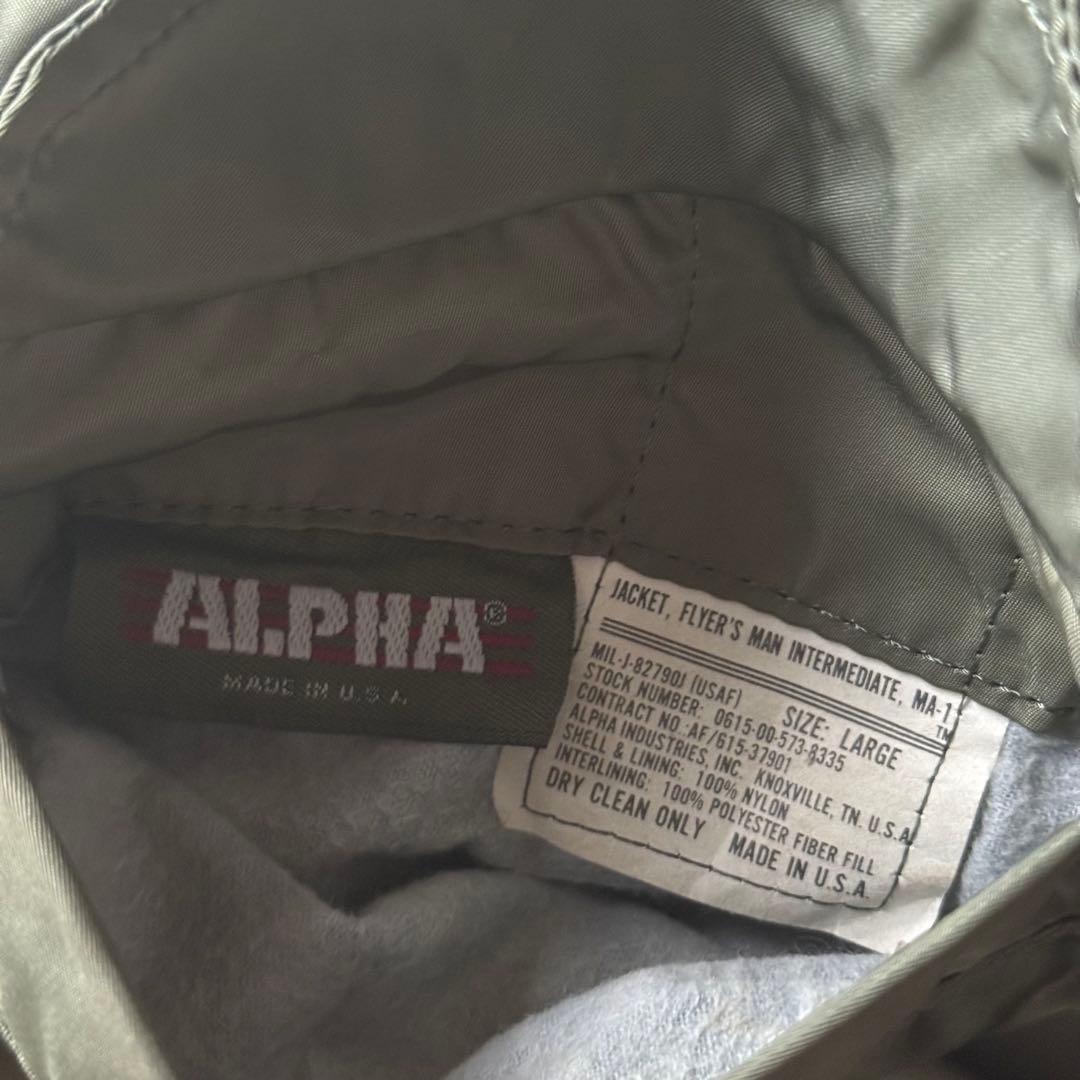 ALPHA®
MADE IN U.S.A
JACKET, FLYER'S MAN INTERMEDIATE, MA-1
TM
MIL-J-82790J (USAF) SIZE: LARGE
STOCK NUMBER: 0615-00-573-8335
CONTRACT NO.:AF/615-37901
ALPHA INDUSTRIES, INC. KNOXVILLE, TN. U.S.A.
SHELL & LINING: 100% NYLON
INTERLINING: 100% POLYESTER FIBER FILL
DRY CLEAN ONLY MADE IN U.S.A.